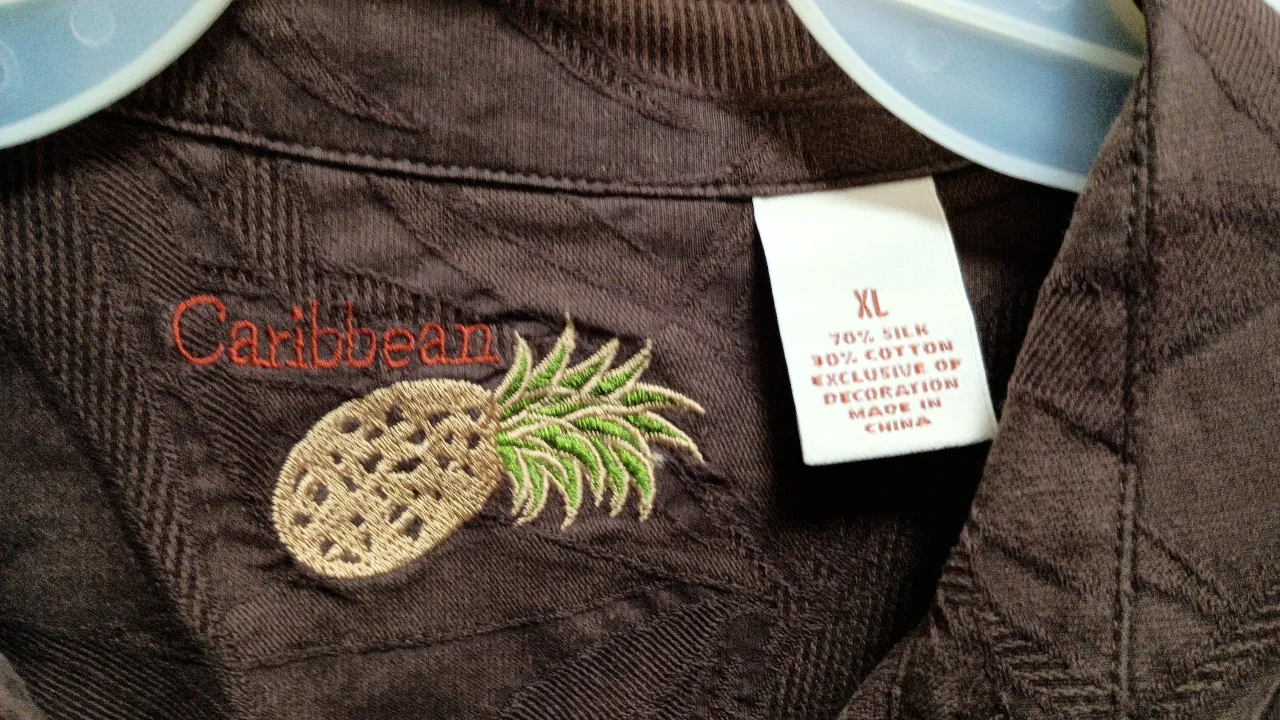 Caribbean
XL
70% SILK
30% COTTON
EXCLUSIVE OF
DECORATION
MADE IN
CHINA